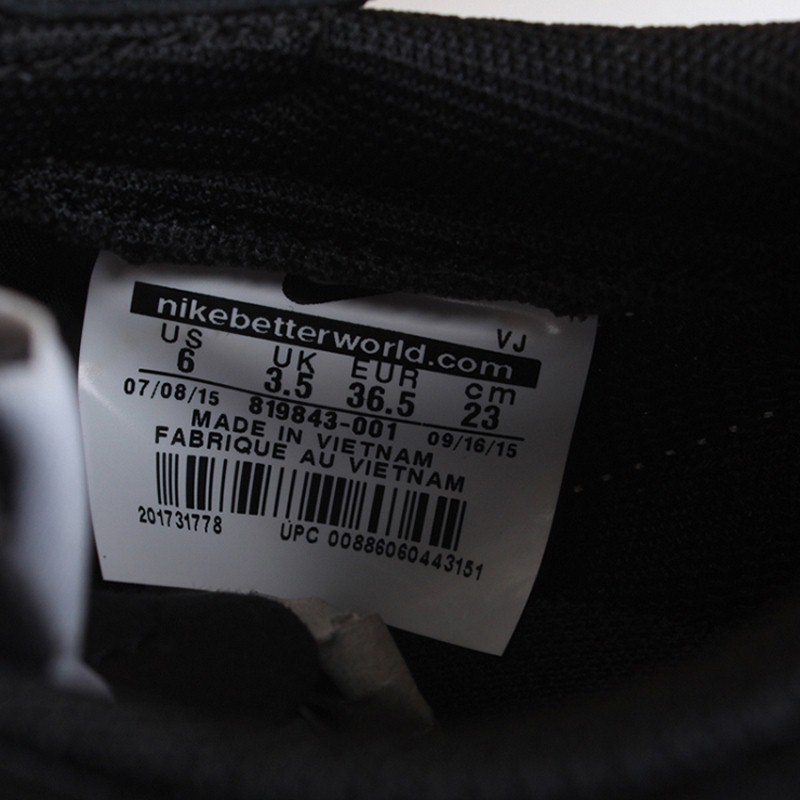 nikebetterworld.com
VJ
US UK EUR cm
6 3.5 36.5 23
07/08/15 819843-001 09/16/15
MADE IN VIETNAM
FABRIQUE AU VIETNAM
201731778 UPC 00886060443151